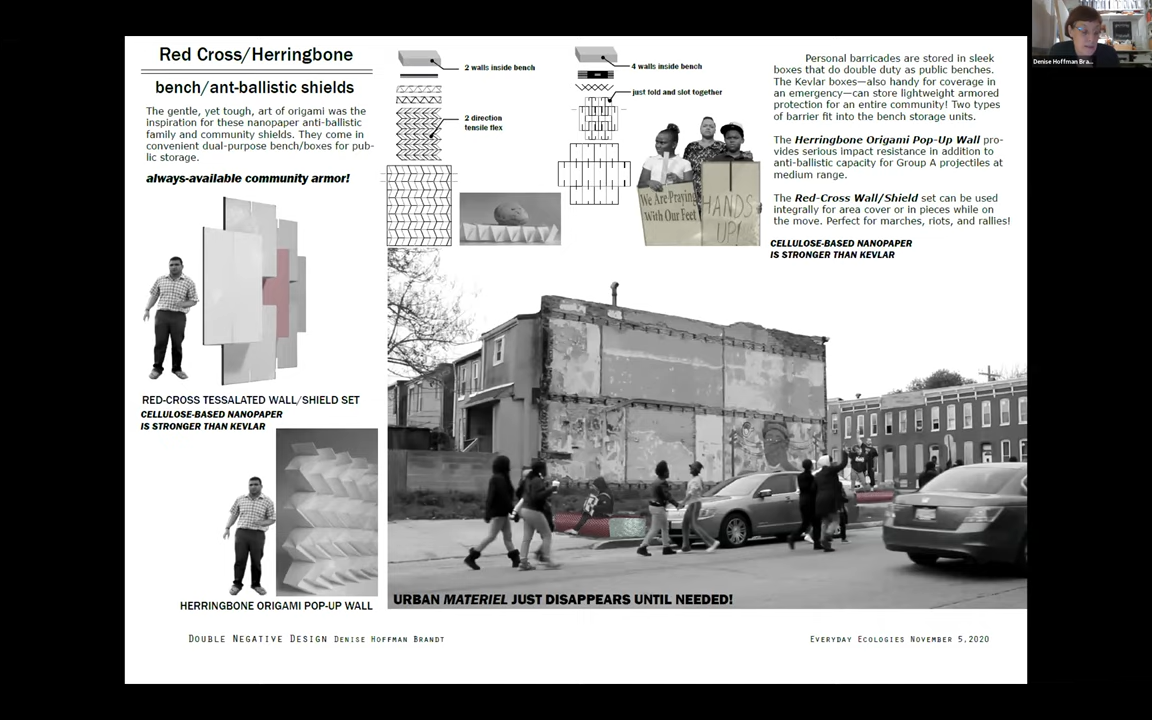 Red Cross/Herringbone
bench/ant-ballistic shields
The gentle, yet tough, art of origami was the
inspiration for these nanopaper anti-ballistic
family and community shields. They come in
convenient dual-purpose bench/boxes for pub-
lic storage.
always-available community armor!
RED-CROSS TESSALATED WALL/SHIELD SET
CELLULOSE-BASED NANOPAPER
IS STRONGER THAN KEVLAR
HERRINGBONE ORIGAMI POP-UP WALL
2 walls inside bench
2 direction
tensile flex
4 walls inside bench
just fold and slot together
We Are Praying
With Our Feet
HANDS
UP!
Personal barricades are stored in sleek
boxes that do double duty as public benches.
The Kevlar boxes—also handy for coverage in
an emergency—can store lightweight armored
protection for an entire community! Two types
of barrier fit into the bench storage units.
The Herringbone Origami Pop-Up Wall pro-
vides serious impact resistance in addition to
anti-ballistic capacity for Group A projectiles at
medium range.
The Red-Cross Wall/Shield set can be used
integrally for area cover or in pieces while on
the move. Perfect for marches, riots, and rallies!
CELLULOSE-BASED NANOPAPER
IS STRONGER THAN KEVLAR
URBAN MATERIEL JUST DISAPPEARS UNTIL NEEDED!
Double Negative Design Denise Hoffman Brandt
Everyday Ecologies November 5,2020
Denise Hoffman Bra...